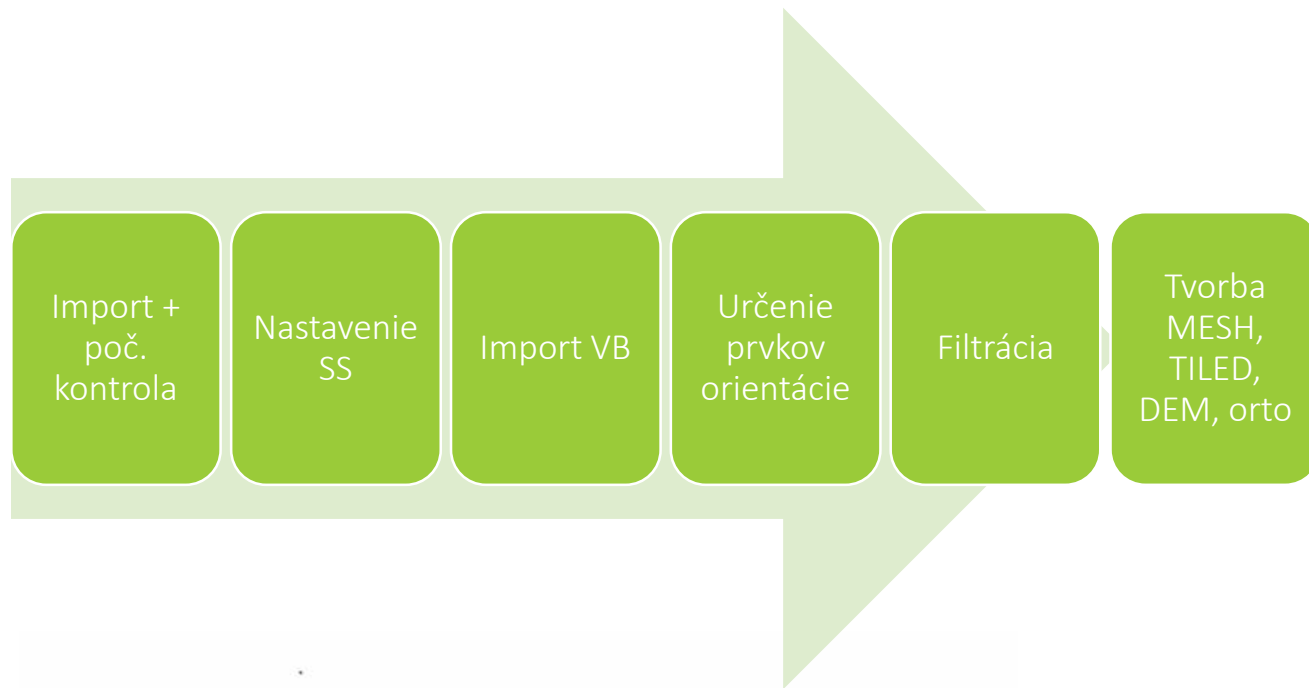 Import +
poč.
kontrola
Nastavenie
SS
Import VB
Určenie
prvkov
orientácie
Filtrácia
Tvorba
MESH,
TILED,
DEM, orto